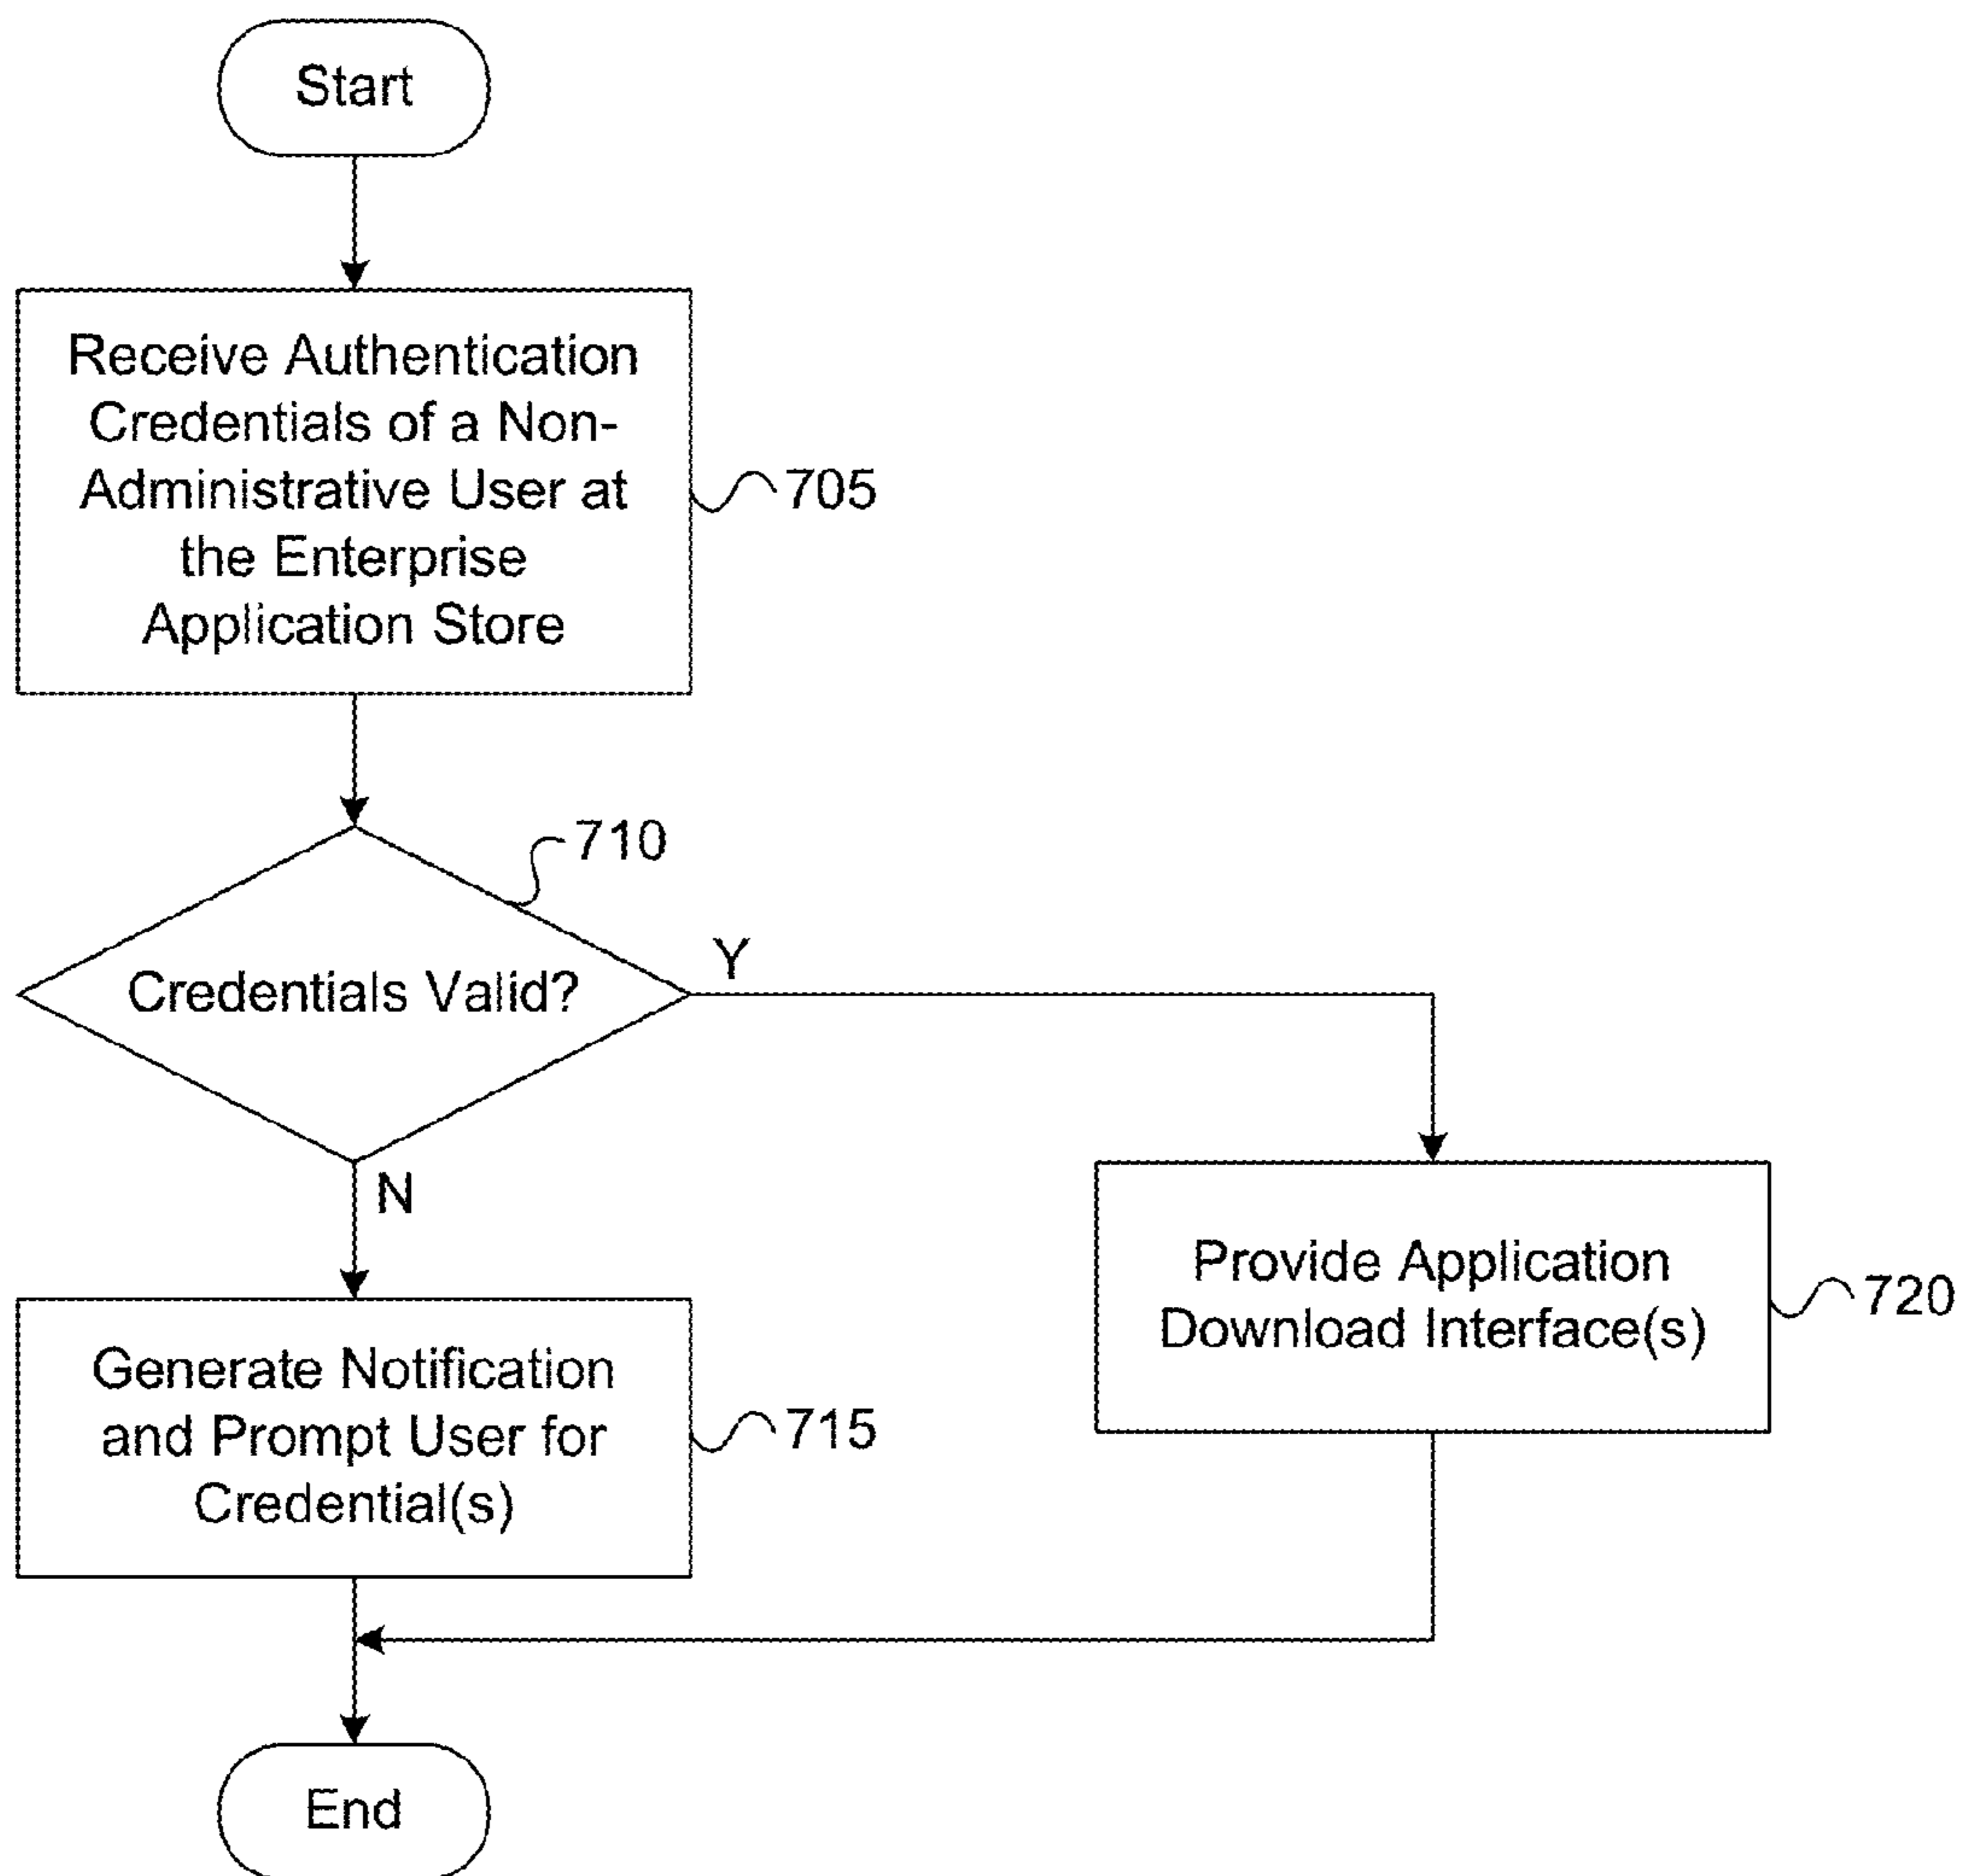 Start
Receive Authentication
Credentials of a Non-
Administrative User at
the Enterprise
Application Store
705
710
Credentials Valid?
Y
N
Provide Application
Download Interface(s)
720
Generate Notification
and Prompt User for
Credential(s)
715
End